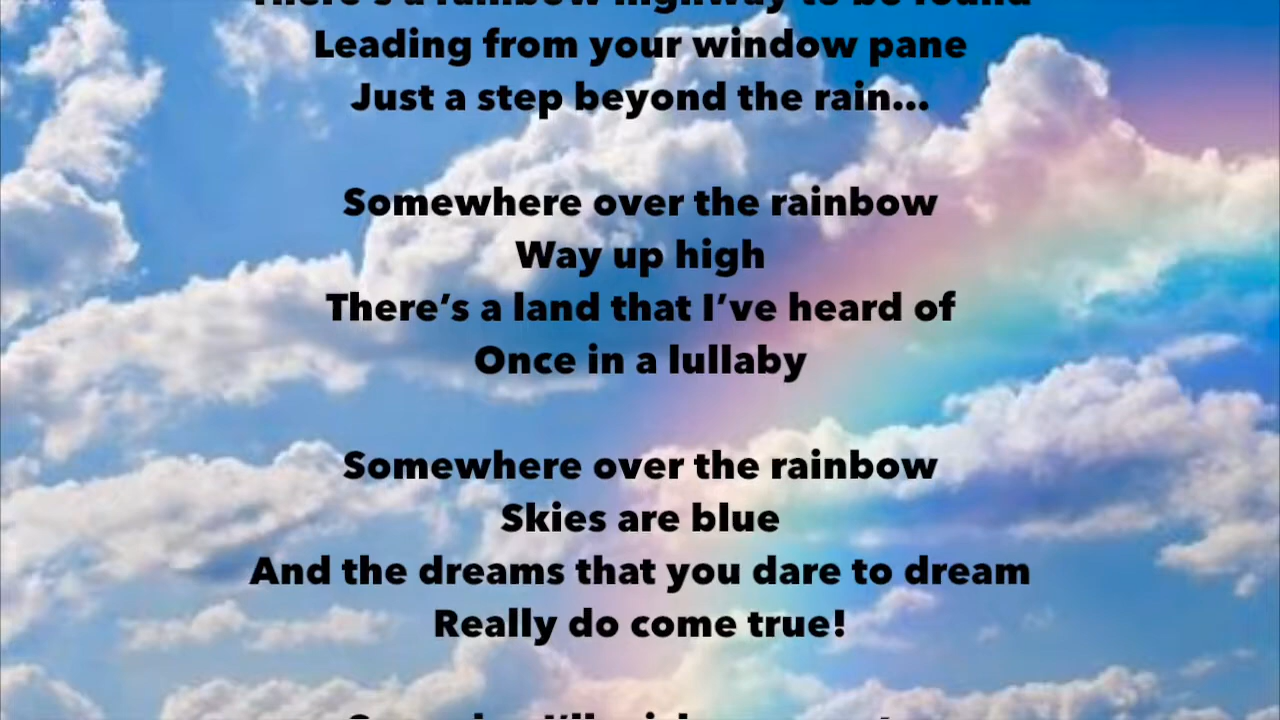 There's a rainbow highway to be found
Leading from your window pane
Just a step beyond the rain...
Somewhere over the rainbow
Way up high
There’s a land that I’ve heard of
Once in a lullaby
Somewhere over the rainbow
Skies are blue
And the dreams that you dare to dream
Really do come true!